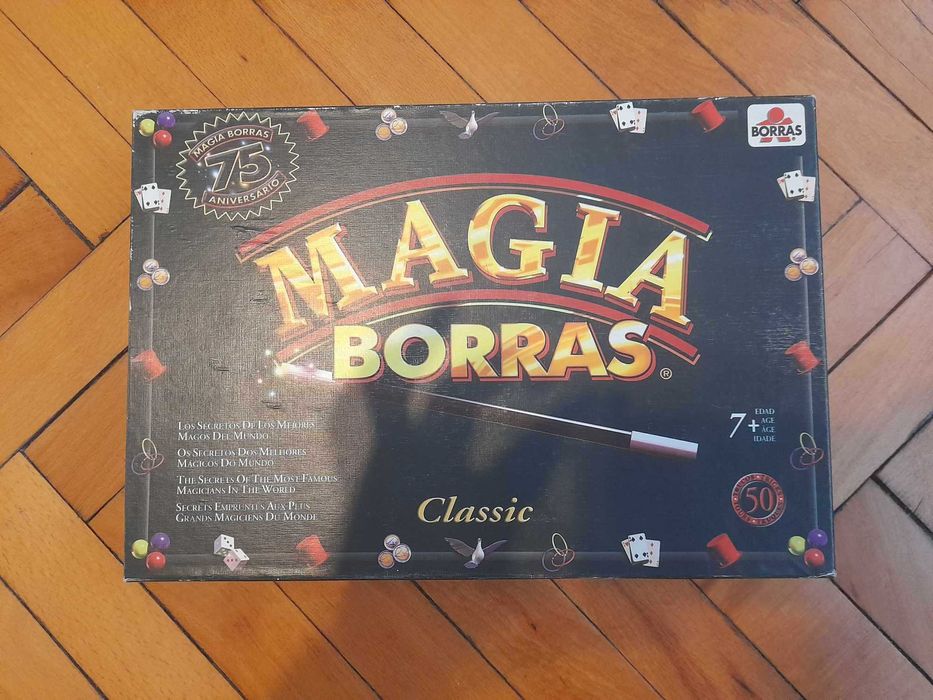 MAGIA BORRAS
75
ANIVERSARIO
BORRAS
MAGIA
BORRAS®
LOS SECRETOS DE LOS MEJORES
MAGOS DEL MUNDO
OS SECRETOS DOS MELHORES
MÁGICOS DO MUNDO
THE SECRETS OF THE MOST FAMOUS
MAGICIANS IN THE WORLD
SECRETS EMPRUNTÉS AUX PLUS
GRANDS MAGICIENS DU MONDE
7+
EDAD
AGE
ÂGE
IDADE
50
Classic